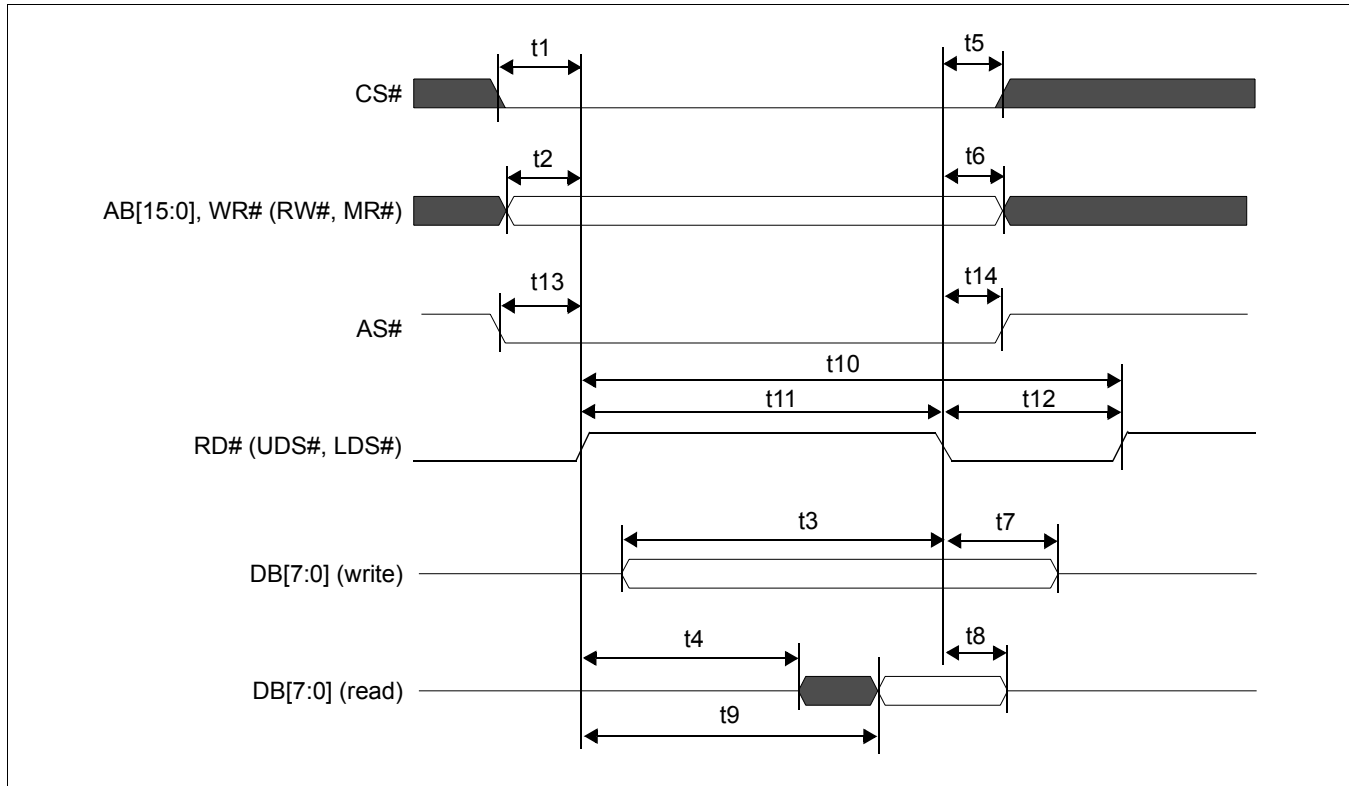 t1 t5
CS#
t2 t6
AB[15:0], WR# (RW#, MR#)
t13 t14
AS#
t10
t11 t12
RD# (UDS#, LDS#)
t3 t7
DB[7:0] (write)
t4 t8
DB[7:0] (read)
t9